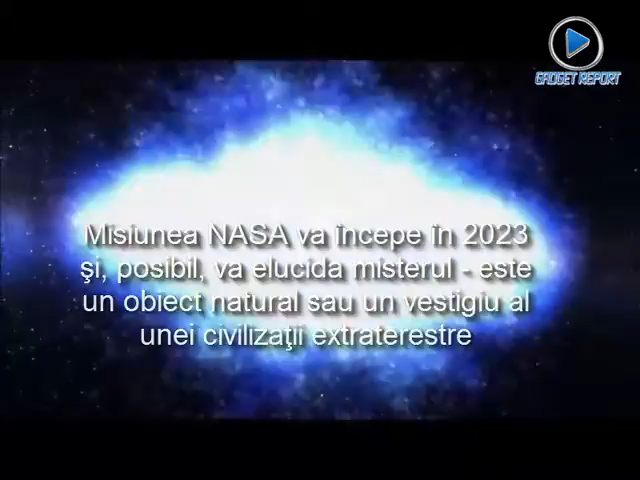 GADGET REPORT
Misiunea NASA va începe în 2023
şi, posibil, va elucida misterul - este
un obiect natural sau un vestigiu al
unei civilizaţii extraterestre